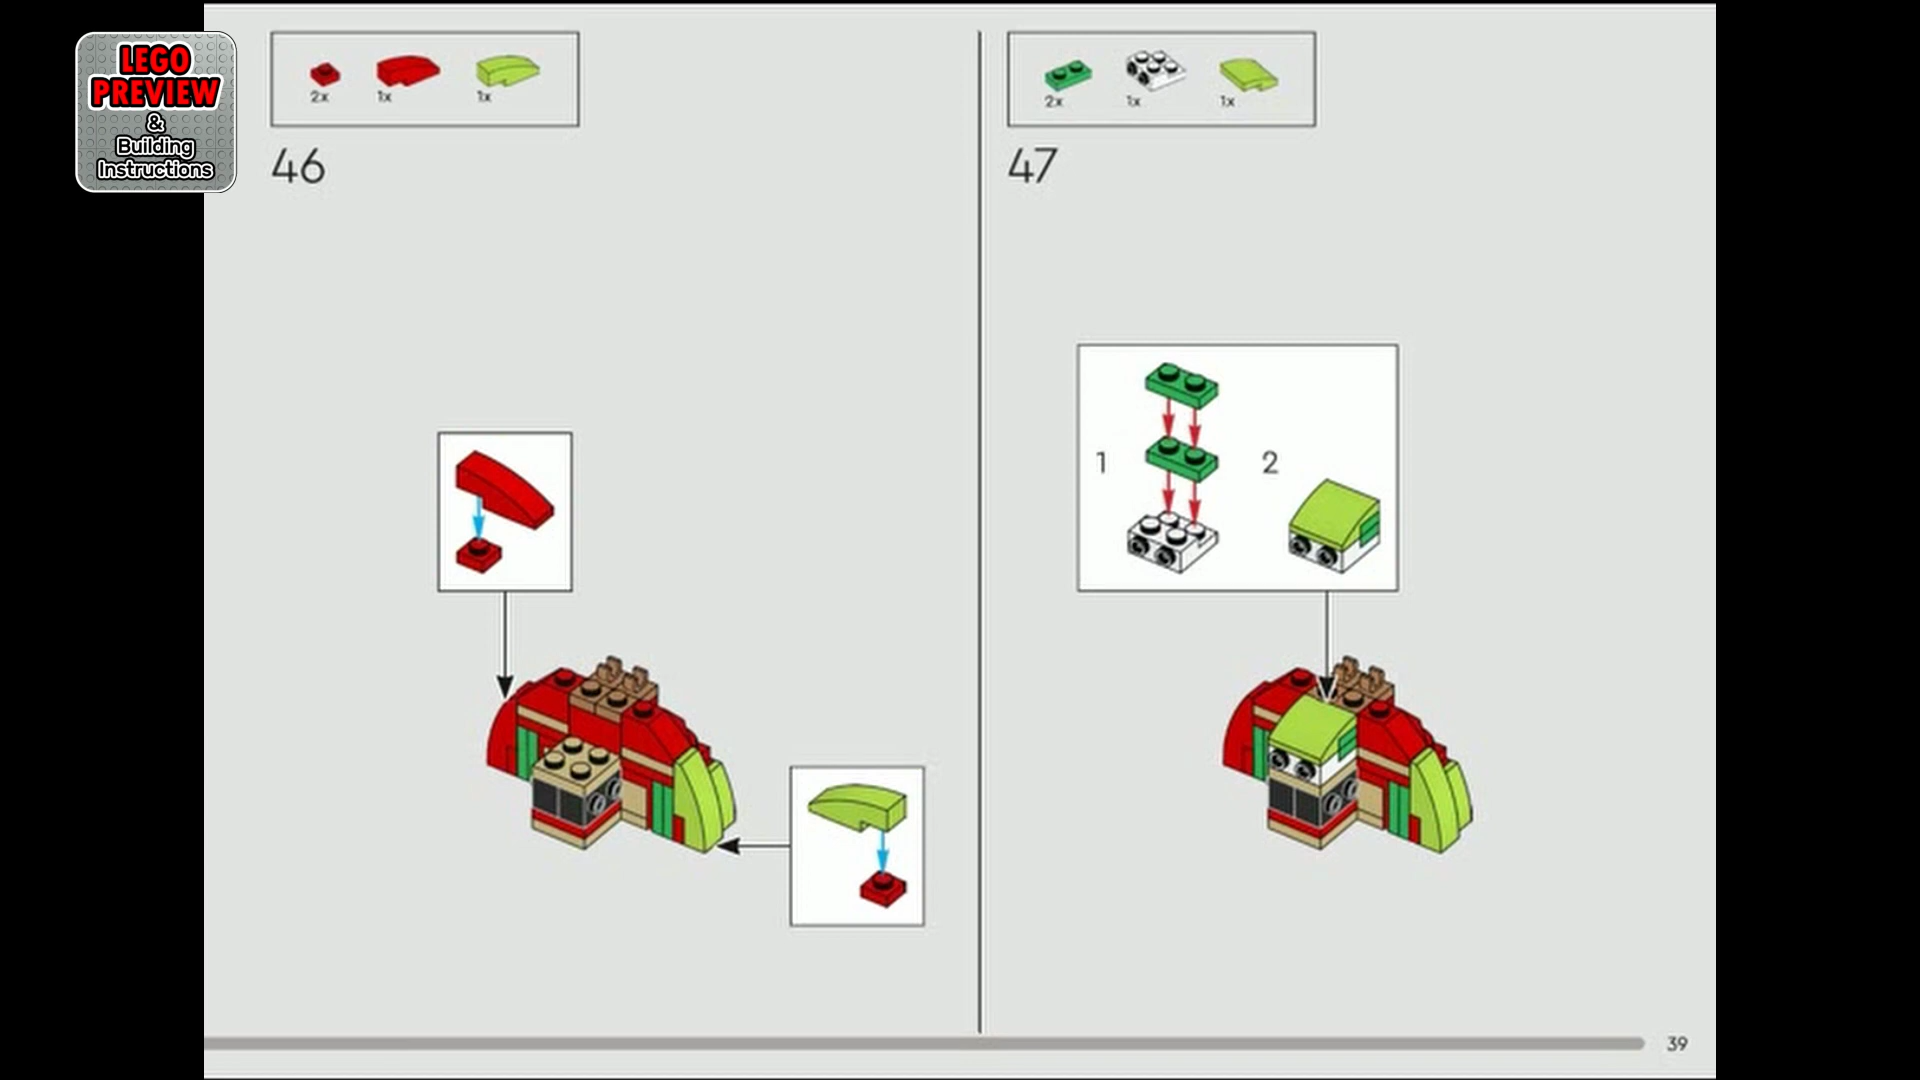 LEGO
PREVIEW
&
Building
Instructions
2x 1x 1x
46
2x 1x 1x
47
1 2
39